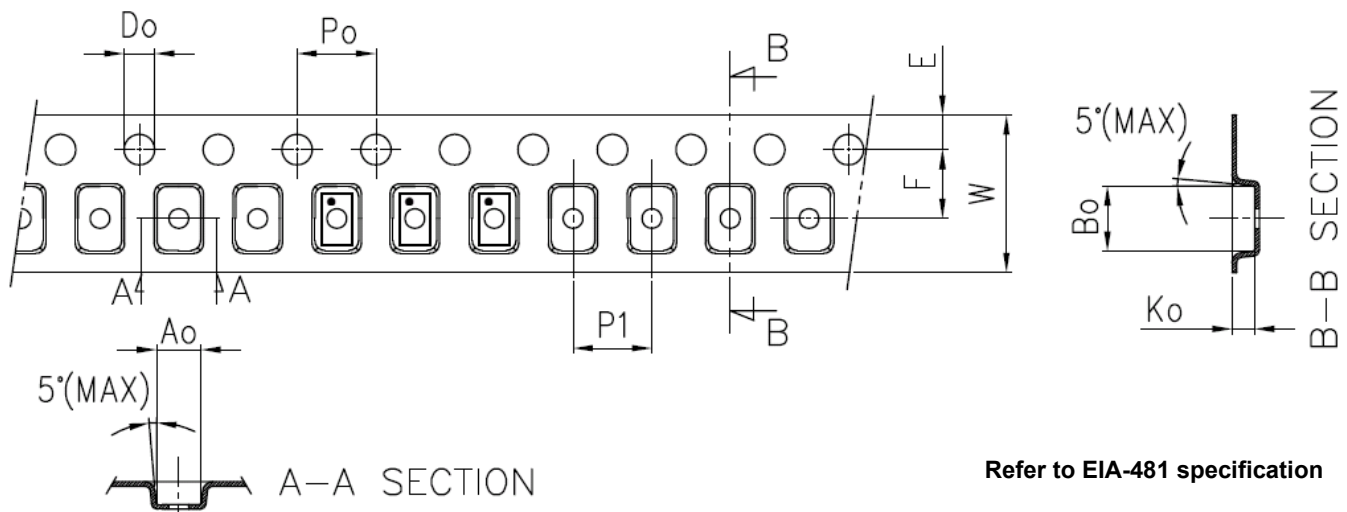 Do
Po
B
E
5°(MAX)
F
W
Bo
A
A
P1
B
Ko
B-B SECTION
Ao
5°(MAX)
A-A SECTION
Refer to EIA-481 specification